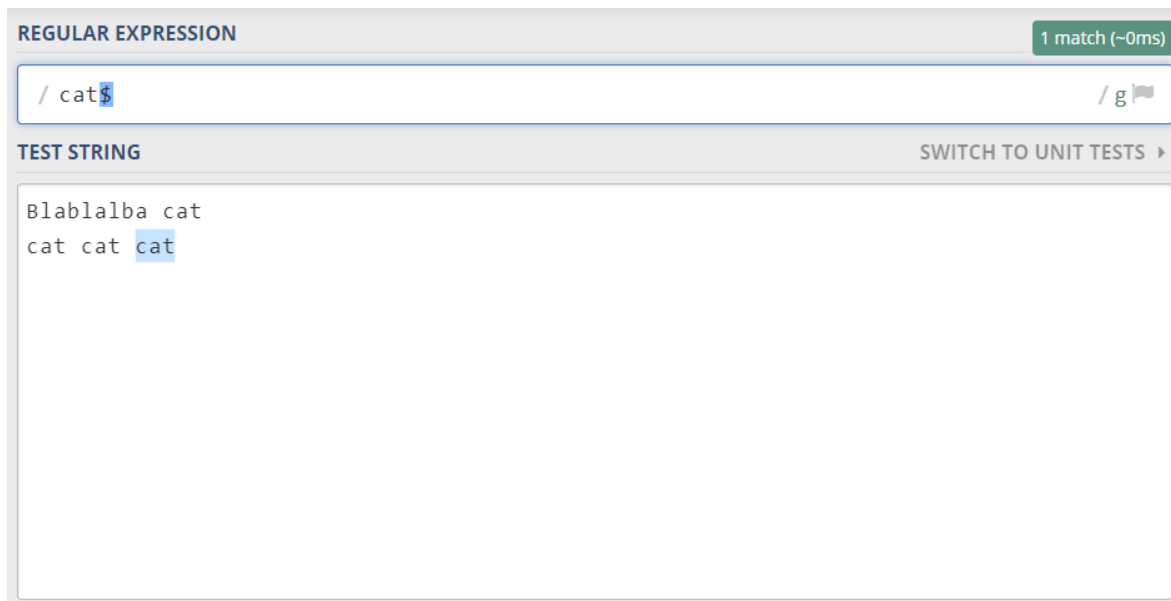 REGULAR EXPRESSION
1 match (~0ms)
/ cat$ / g
TEST STRING
SWITCH TO UNIT TESTS
Blablalba cat
cat cat cat